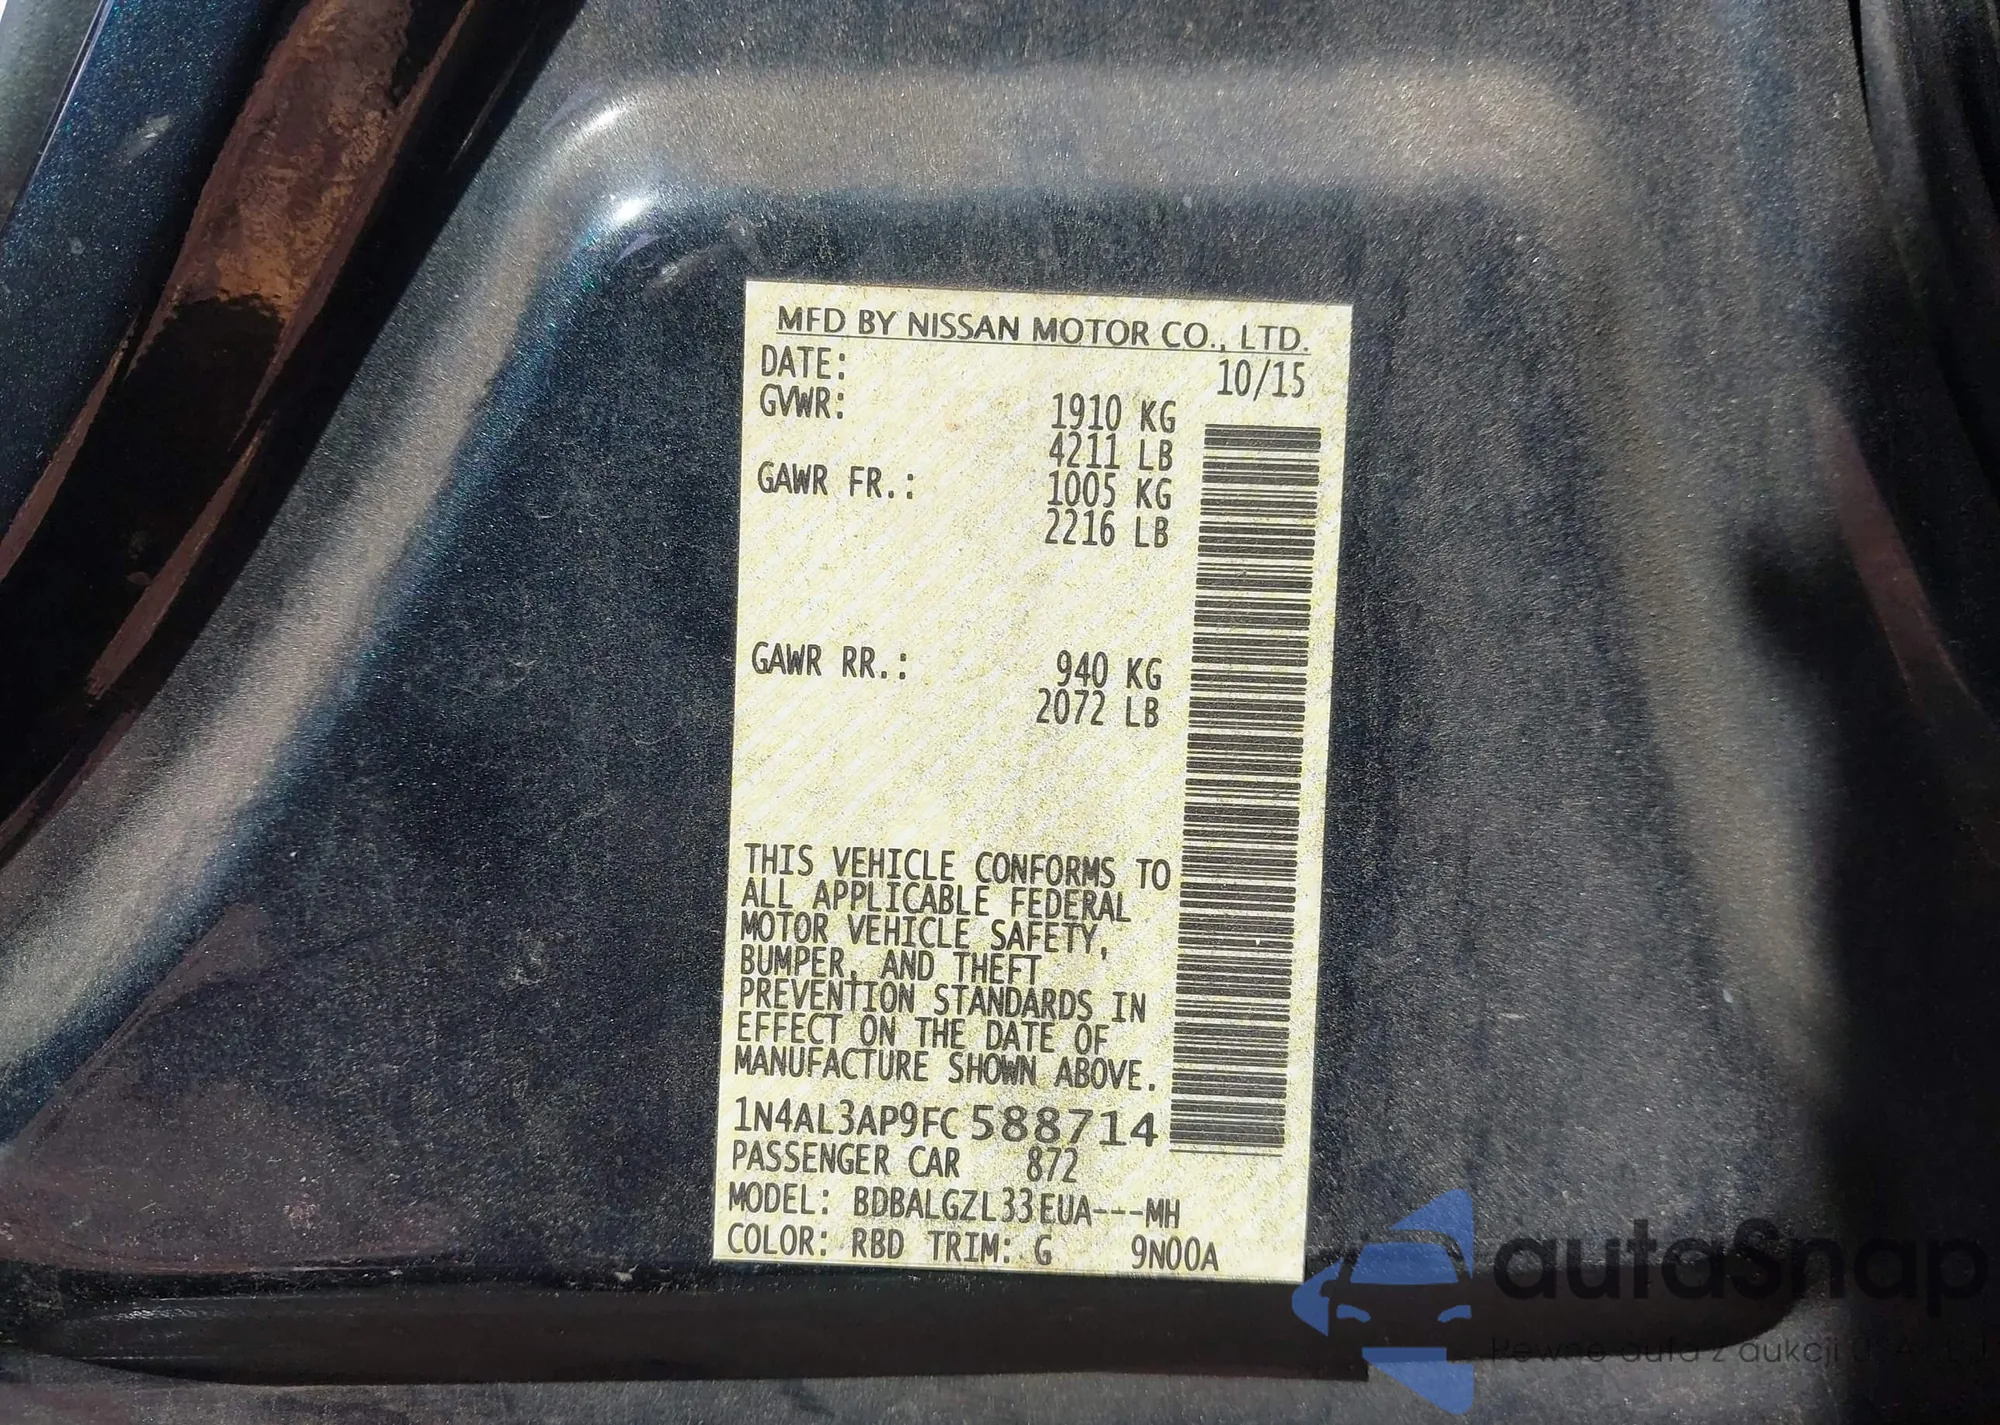 MFD BY NISSAN MOTOR CO., LTD.
DATE: 10/15
GVWR: 1910 KG
4211 LB
GAWR FR.: 1005 KG
2216 LB
GAWR RR.: 940 KG
2072 LB
THIS VEHICLE CONFORMS TO
ALL APPLICABLE FEDERAL
MOTOR VEHICLE SAFETY,
BUMPER, AND THEFT
PREVENTION STANDARDS IN
EFFECT ON THE DATE OF
MANUFACTURE SHOWN ABOVE.
1N4AL3AP9FC588714
PASSENGER CAR 872
MODEL: BDBALGZL33EUA---MH
COLOR: RBD TRIM: G 9N00A
autaSnap
Pewne auta z aukcji